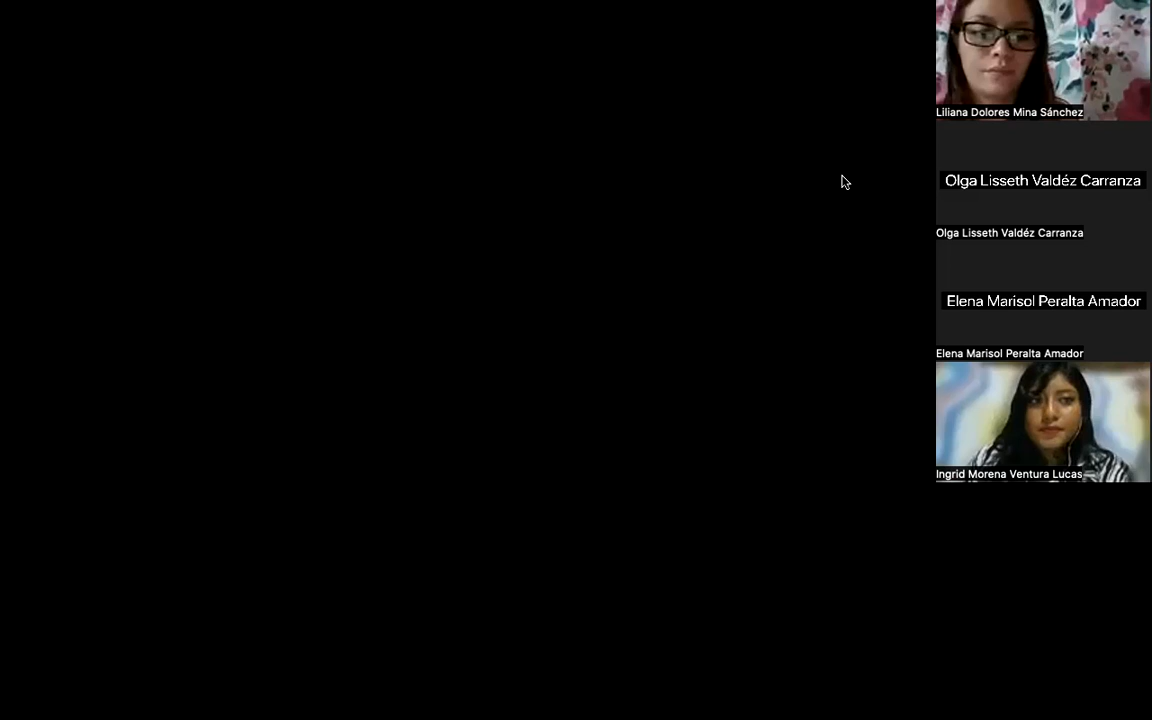 Liliana Dolores Mina Sánchez
Olga Lisseth Valdéz Carranza
Olga Lisseth Valdéz Carranza
Elena Marisol Peralta Amador
Elena Marisol Peralta Amador
Ingrid Morena Ventura Lucas